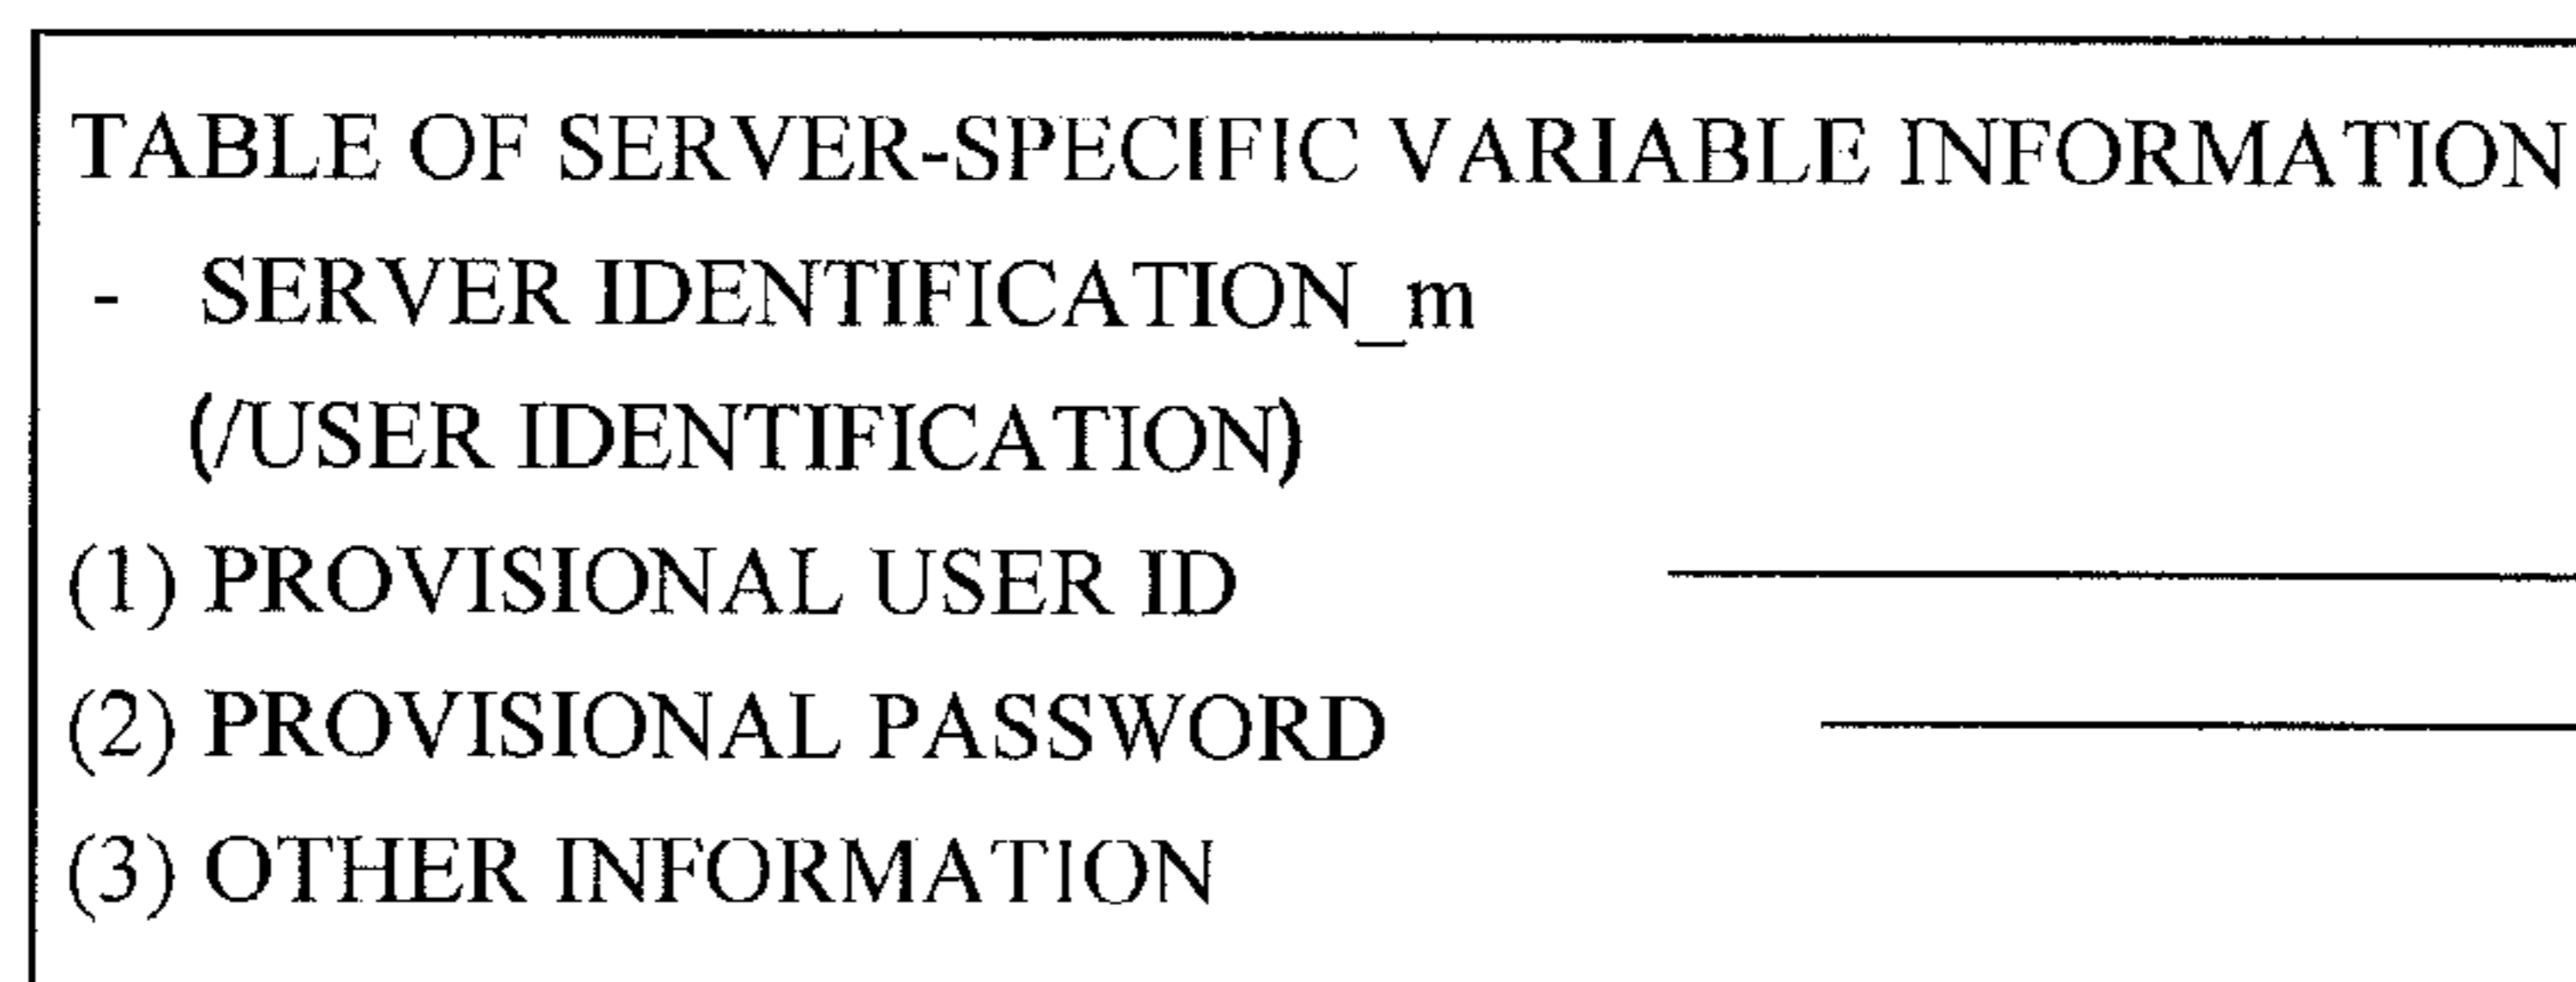 TABLE OF SERVER-SPECIFIC VARIABLE INFORMATION
- SERVER IDENTIFICATION_m
(/USER IDENTIFICATION)
(1) PROVISIONAL USER ID
(2) PROVISIONAL PASSWORD
(3) OTHER INFORMATION